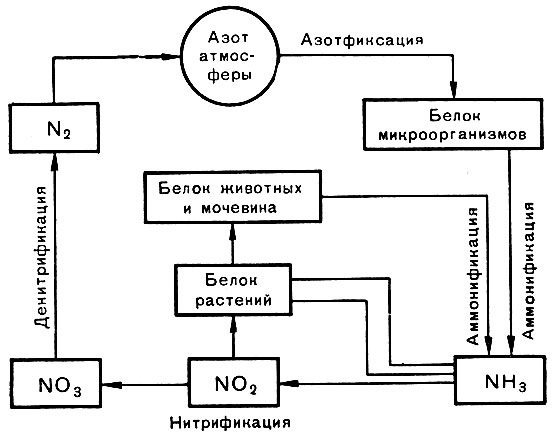 Азот
атмос-
феры
Азотфиксация
N₂
Белок
микроорганизмов
Белок животных
и мочевина
Денитрификация
Аммонификация
Аммонификация
Белок
растений
NO₃
NO₂
NH₃
Нитрификация